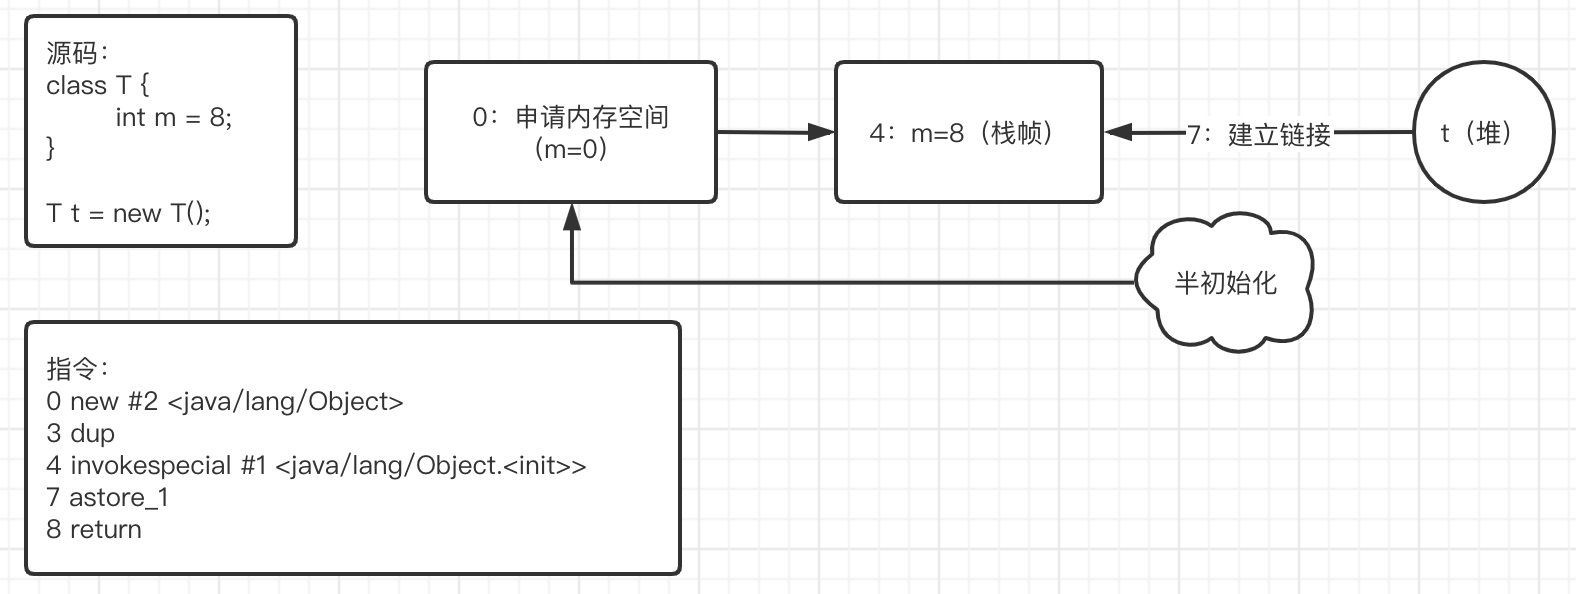 源码：
class T {
int m = 8;
}
T t = new T();
0：申请内存空间
（m=0）
4：m=8（栈帧）
7：建立链接
t（堆）
半初始化
指令：
0 new #2 <java/lang/Object>
3 dup
4 invokespecial #1 <java/lang/Object.<init>>
7 astore_1
8 return